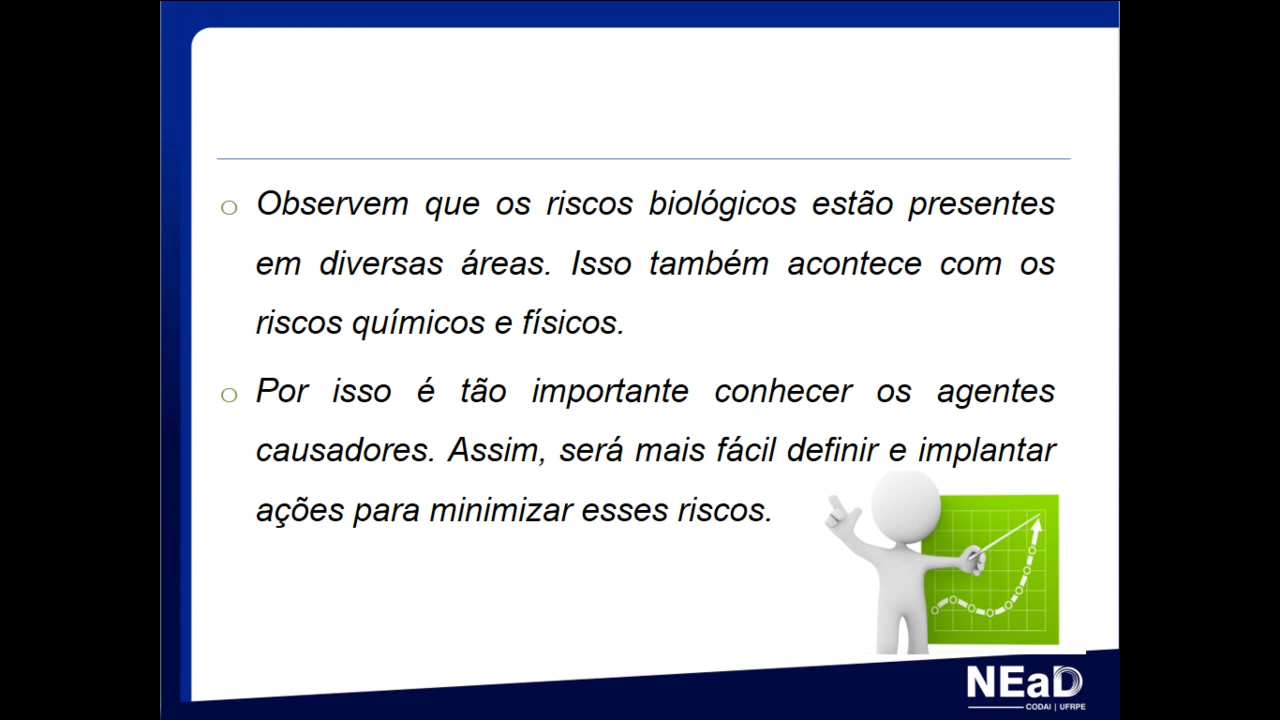 Observem que os riscos biológicos estão presentes
em diversas áreas. Isso também acontece com os
riscos químicos e físicos.
Por isso é tão importante conhecer os agentes
causadores. Assim, será mais fácil definir e implantar
ações para minimizar esses riscos.
NEaD
CODAI | UFRPE